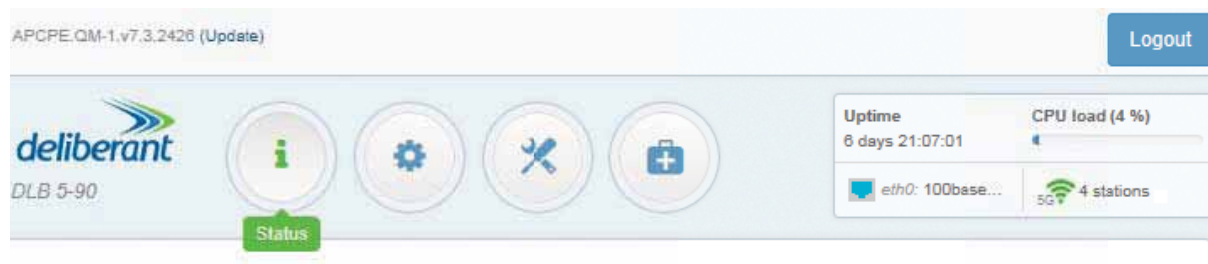 APCPE.QM-1.v7.3.2426 (Update)
Logout
deliberant
DLB 5-90
Status
Uptime
6 days 21:07:01
CPU load (4 %)
eth0: 100base...
5G 4 stations